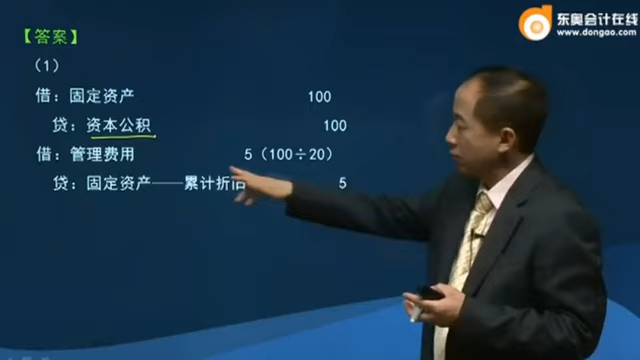 东奥会计在线
www.dongao.com
【答案】
（1）
借：固定资产 100
贷：资本公积 100
借：管理费用 5（100÷20）
贷：固定资产——累计折旧 5